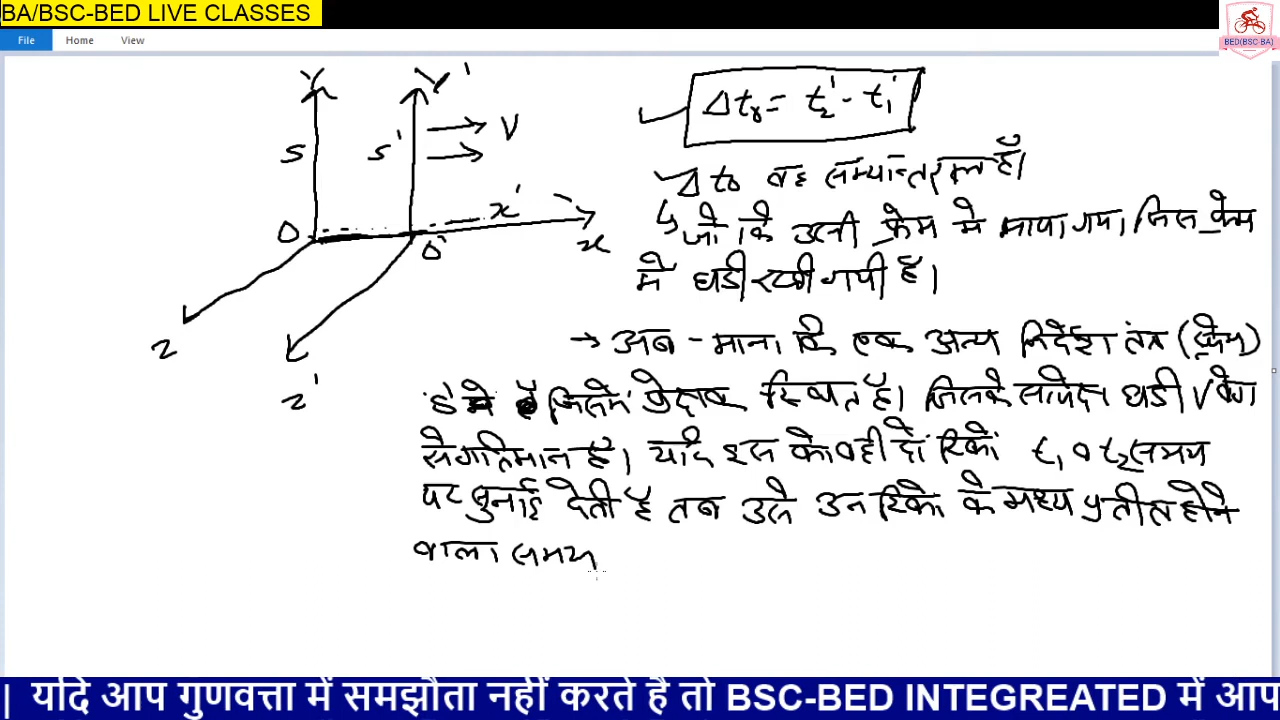 BA/BSC-BED LIVE CLASSES
File Home View
BED(BSC BA)
Y Y'
S S' V
O O' x' x
Z Z'
Δt₀ = t₂' - t₁'
Δt₀ वह समयान्तराल है।
↳ जो कि उसी फ्रेम में मापा गया जिस फ्रेम
में घडी रखी गयी है।
→ अब - माना कि एक अन्य निर्देश तंत्र (फ्रेम)
है जिसमें प्रेक्षक स्थित है। जिसके सापेक्ष घडी V वेग
से गतिमान है। यदि इस को वही दो टिकों t₁ व t₂ समय
पर सुनाई देती है तब उसे उन टिको के मध्य प्रतीत होने
वाला समय
| यदि आप गुणवत्ता में समझौता नहीं करते है तो BSC-BED INTEGREATED में आप